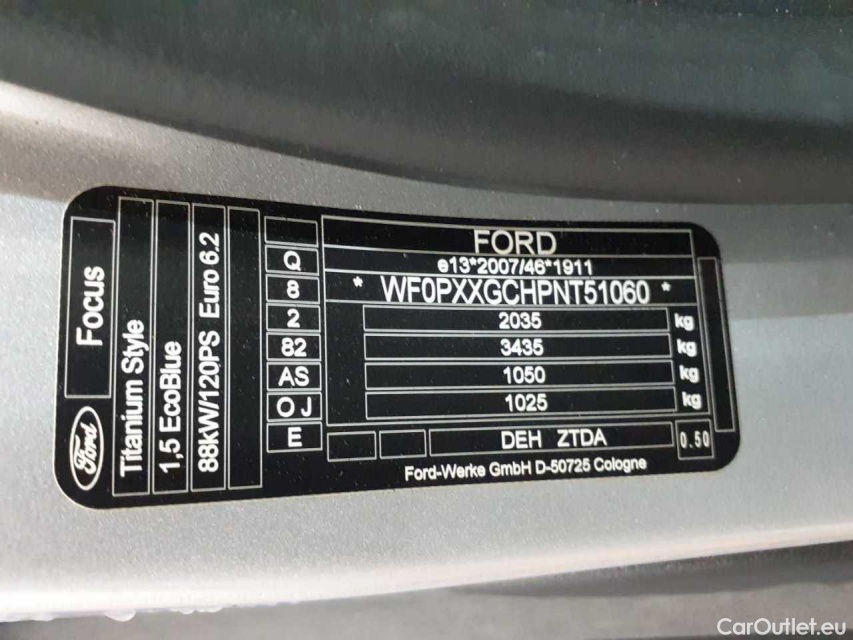 Focus
Ford
Titanium Style
1,5 EcoBlue
88kW/120PS Euro 6.2
Q
8
2
82
AS
OJ
E
FORD
e13*2007/46*1911
* WF0PXXGCHPNT51060 *
2035 kg
3435 kg
1050 kg
1025 kg
DEH ZTDA
0.50
Ford-Werke GmbH D-50725 Cologne
CarOutlet.eu